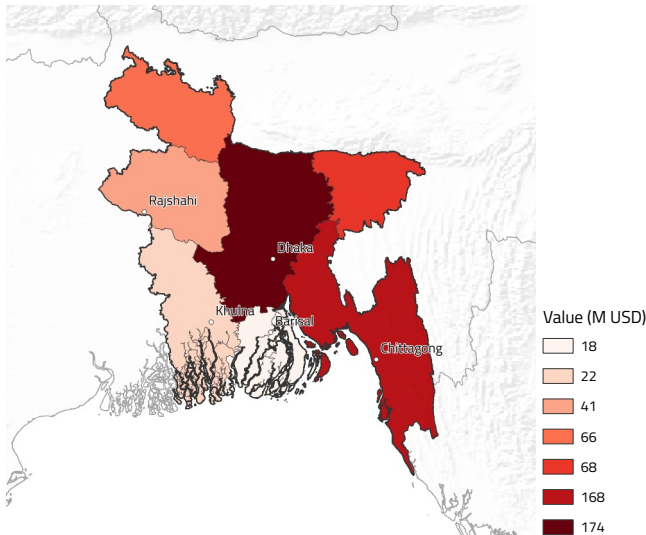 Rajshahi
Dhaka
Khulna
Barisal
Chittagong
Value (M USD)
18
22
41
66
68
168
174